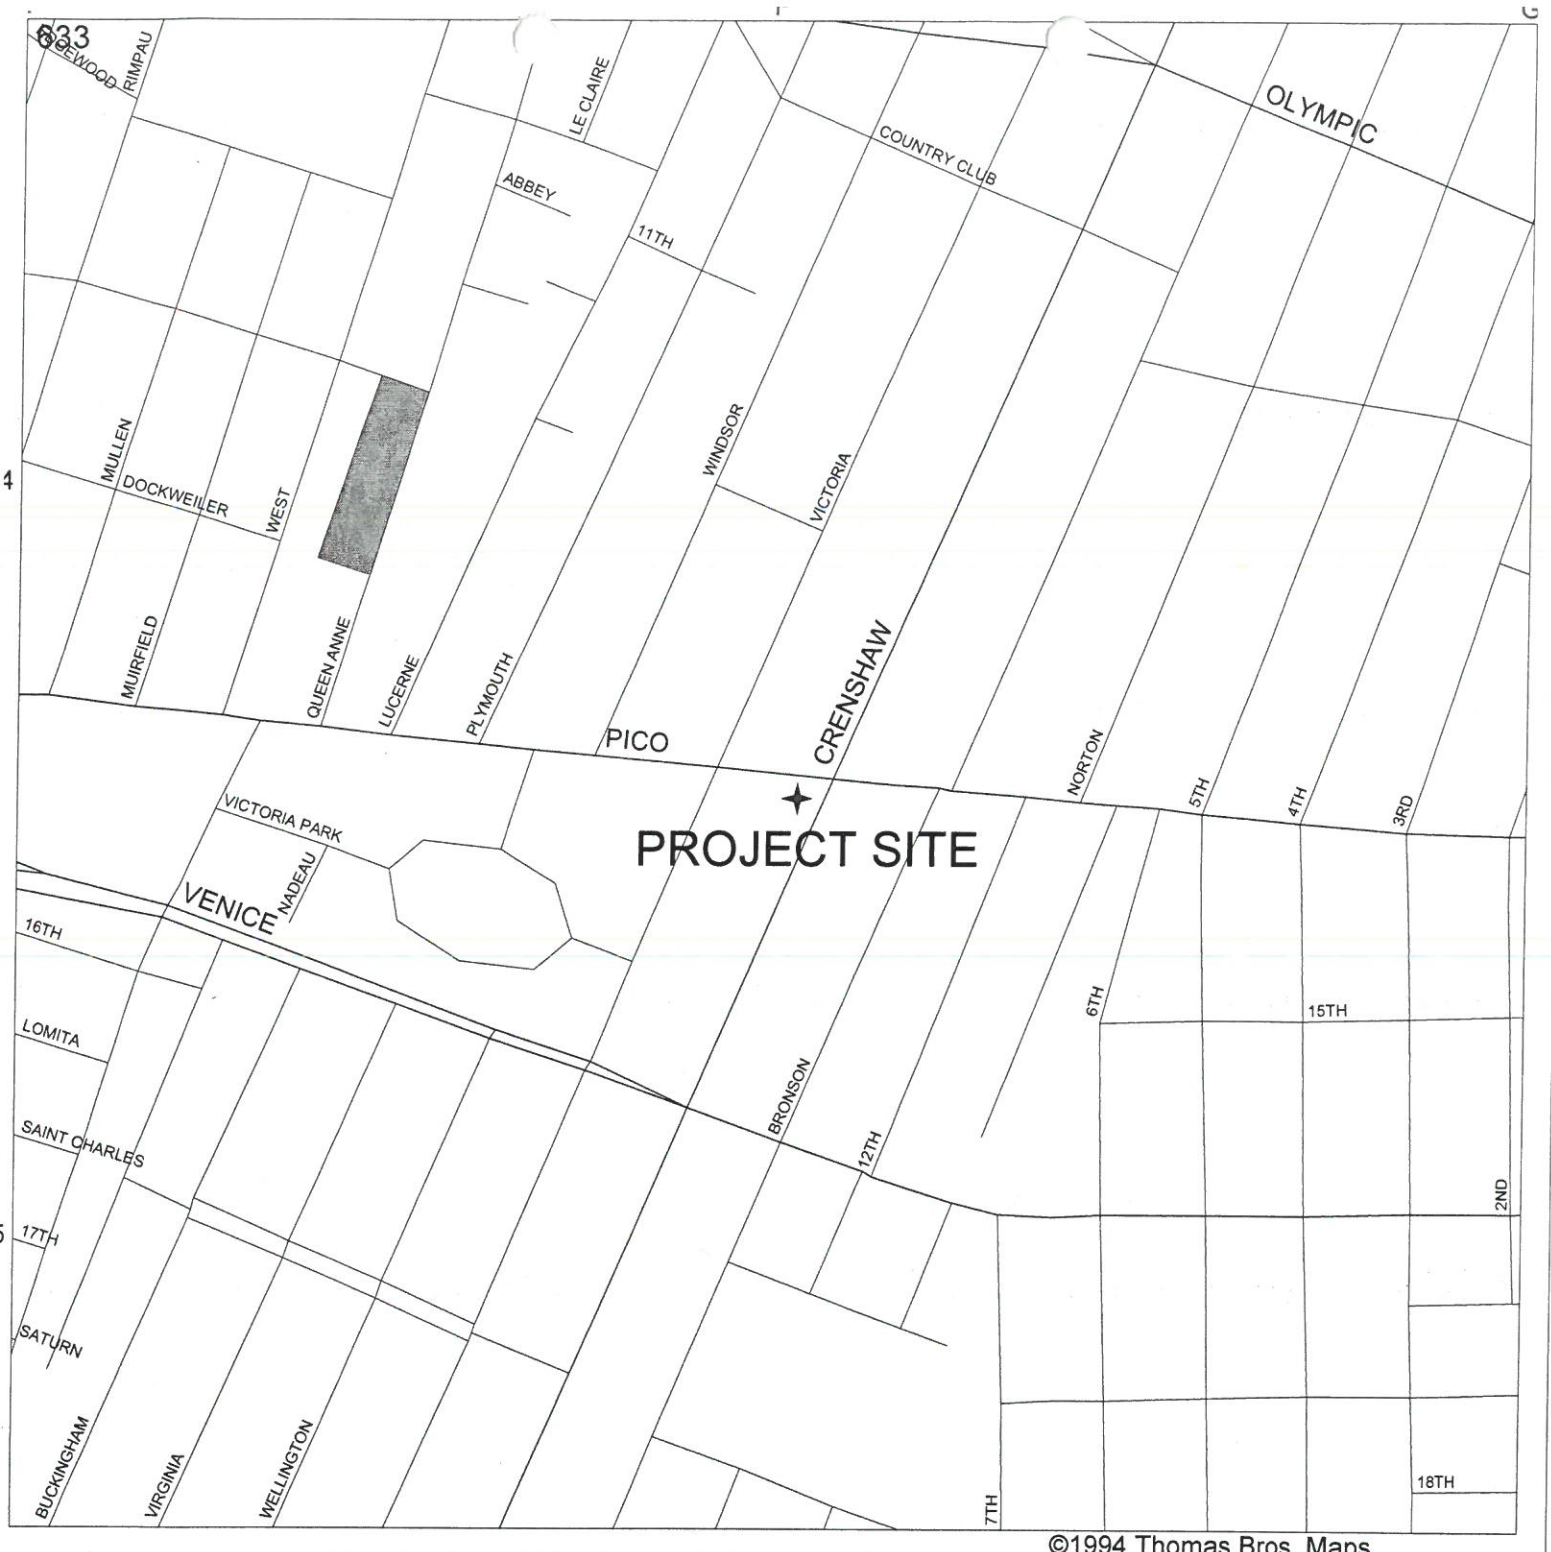 F
G
633
RIMPAU
LE CLAIRE
OLYMPIC
COUNTRY CLUB
ABBEY
11TH
WINDSOR
VICTORIA
MULLEN
4
DOCKWEILER
WEST
MUIRFIELD
QUEEN ANNE
LUCERNE
PLYMOUTH
CRENSHAW
PICO
NORTON
5TH
4TH
3RD
VICTORIA PARK
PROJECT SITE
NADEAU
VENICE
16TH
6TH
15TH
LOMITA
BRONSON
12TH
SAINT CHARLES
2ND
17TH
SATURN
BUCKINGHAM
VIRGINIA
WELLINGTON
7TH
18TH
©1994 Thomas Bros. Maps